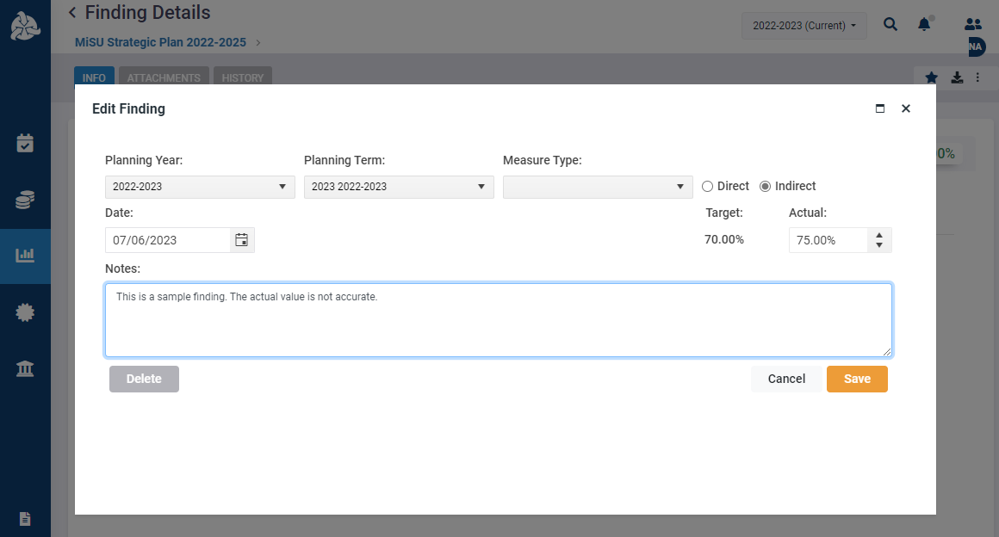 Finding Details
2022-2023 (Current)
MiSU Strategic Plan 2022-2025
NA
INFO
ATTACHMENTS
HISTORY
Edit Finding
0%
Planning Year:
Planning Term:
Measure Type:
2022-2023
2023 2022-2023
Direct
Indirect
Date:
Target:
Actual:
07/06/2023
70.00%
75.00%
Notes:
This is a sample finding. The actual value is not accurate.
Delete
Cancel
Save